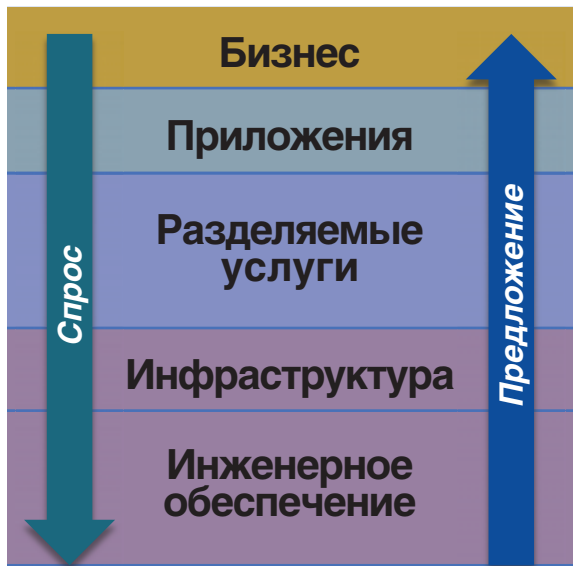 Бизнес
Приложения
Разделяемые
услуги
Инфраструктура
Инженерное
обеспечение
Спрос
Предложение